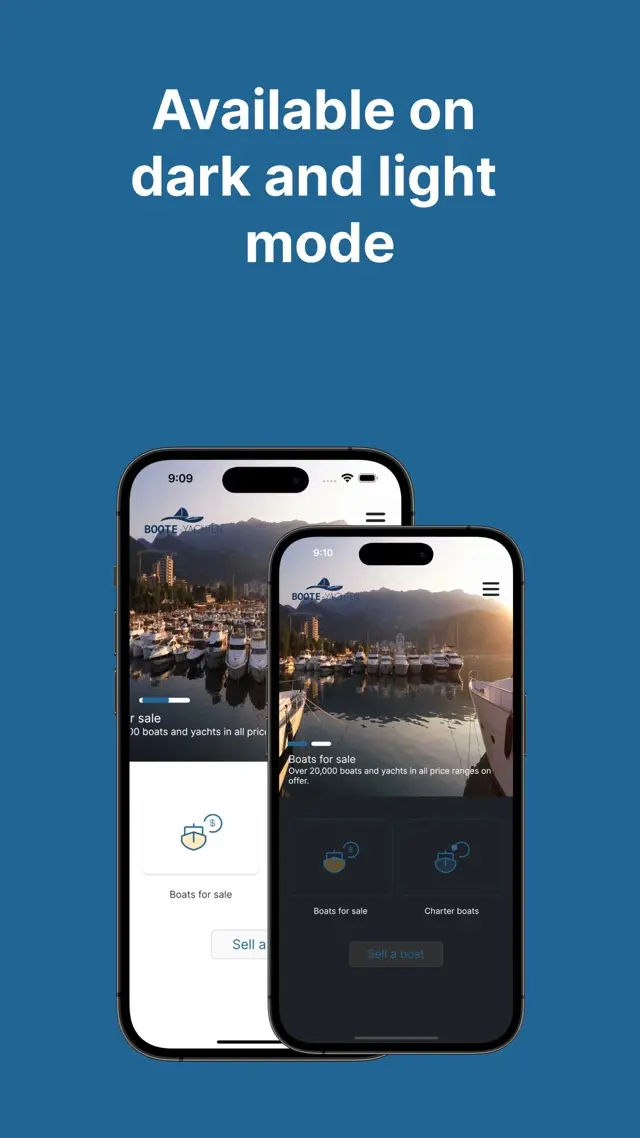 Available on
dark and light
mode
9:09
BOOTE-YACHTEN
r sale
00 boats and yachts in all price
$
Boats for sale
Sell a
9:10
BOOTE-YACHTEN
Boats for sale
Over 20,000 boats and yachts in all price ranges on
offer.
$
Boats for sale
Charter boats
Sell a boat